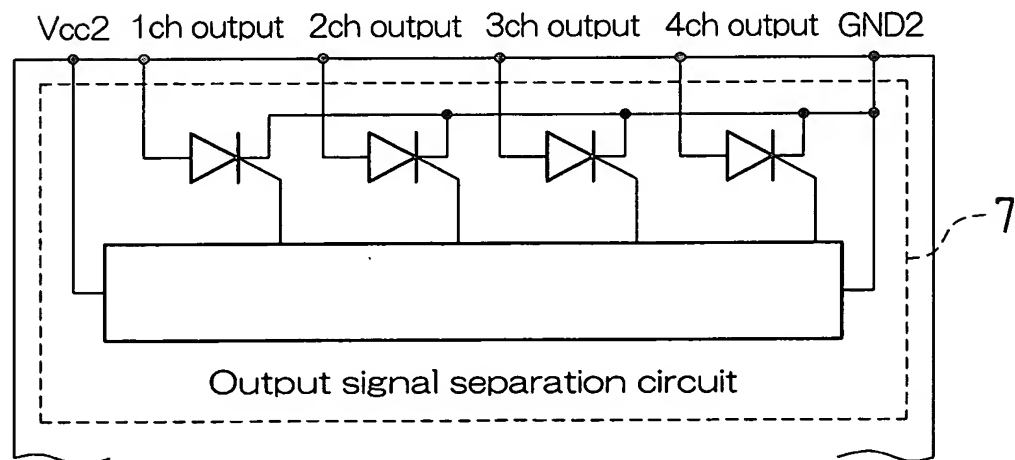 Vcc2 1ch output 2ch output 3ch output 4ch output GND2
7
Output signal separation circuit